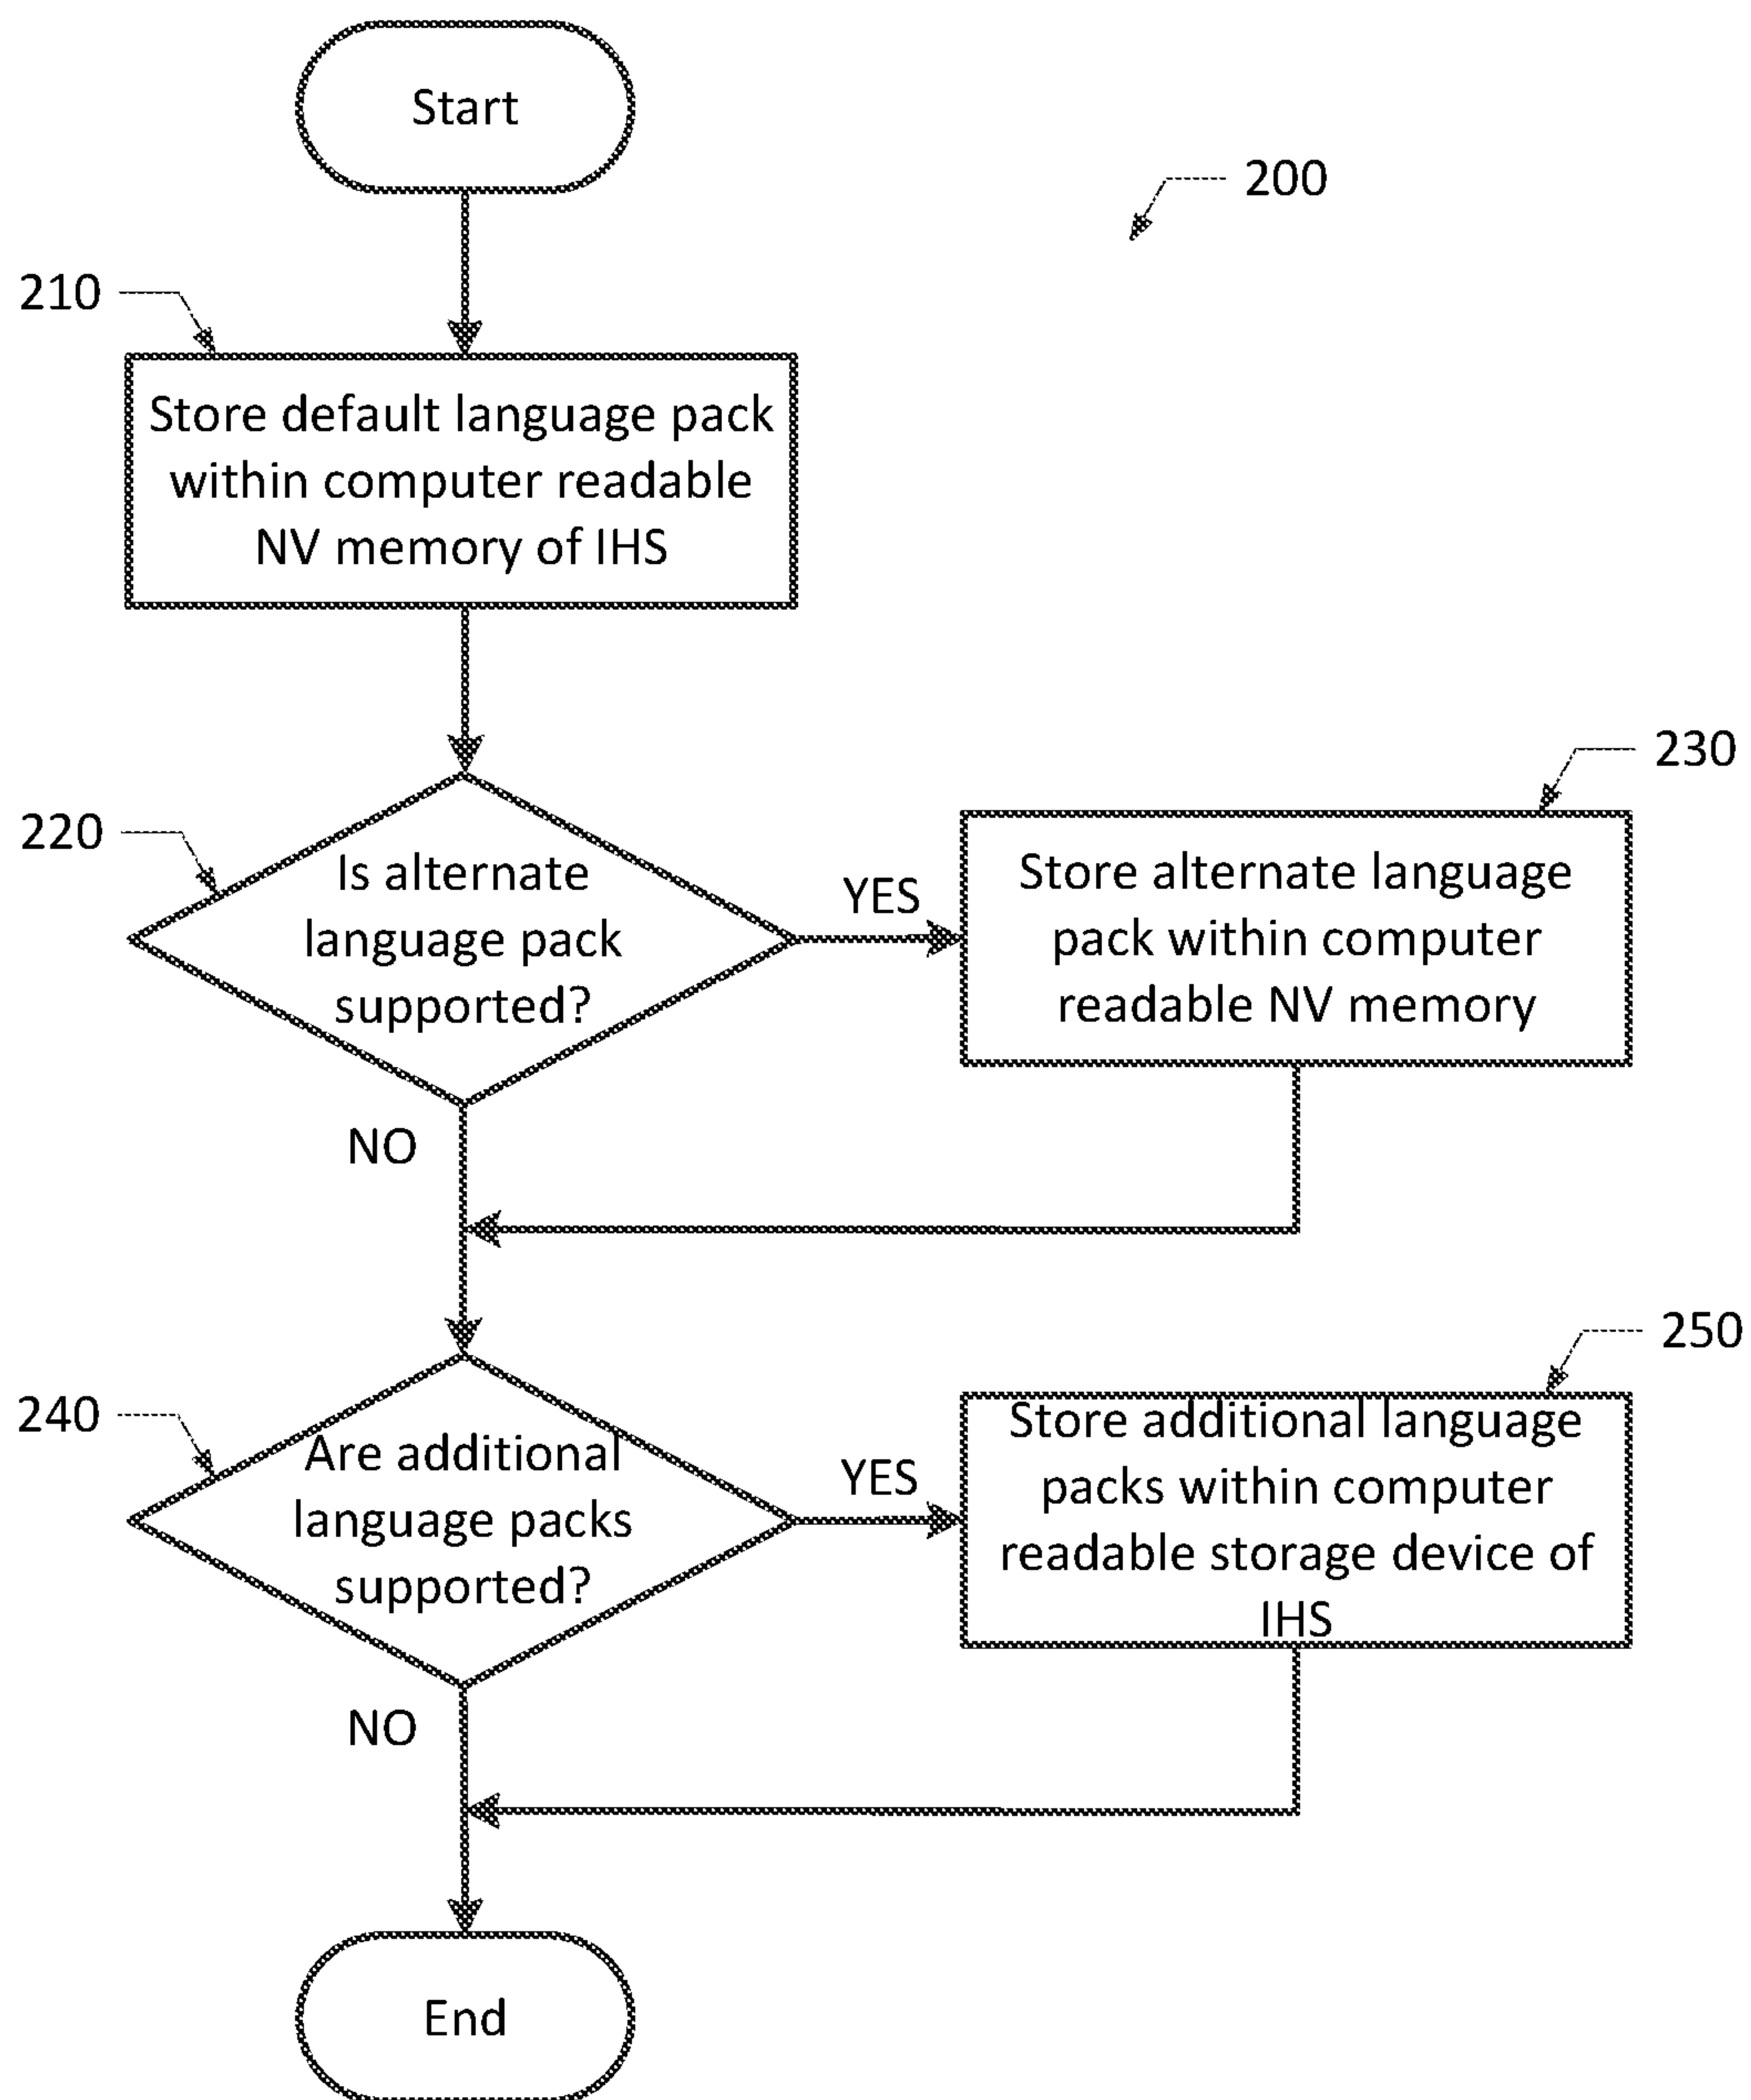 Start
200
210
Store default language pack
within computer readable
NV memory of IHS
220
Is alternate
language pack
supported?
YES
230
Store alternate language
pack within computer
readable NV memory
NO
240
Are additional
language packs
supported?
YES
250
Store additional language
packs within computer
readable storage device of
IHS
NO
End